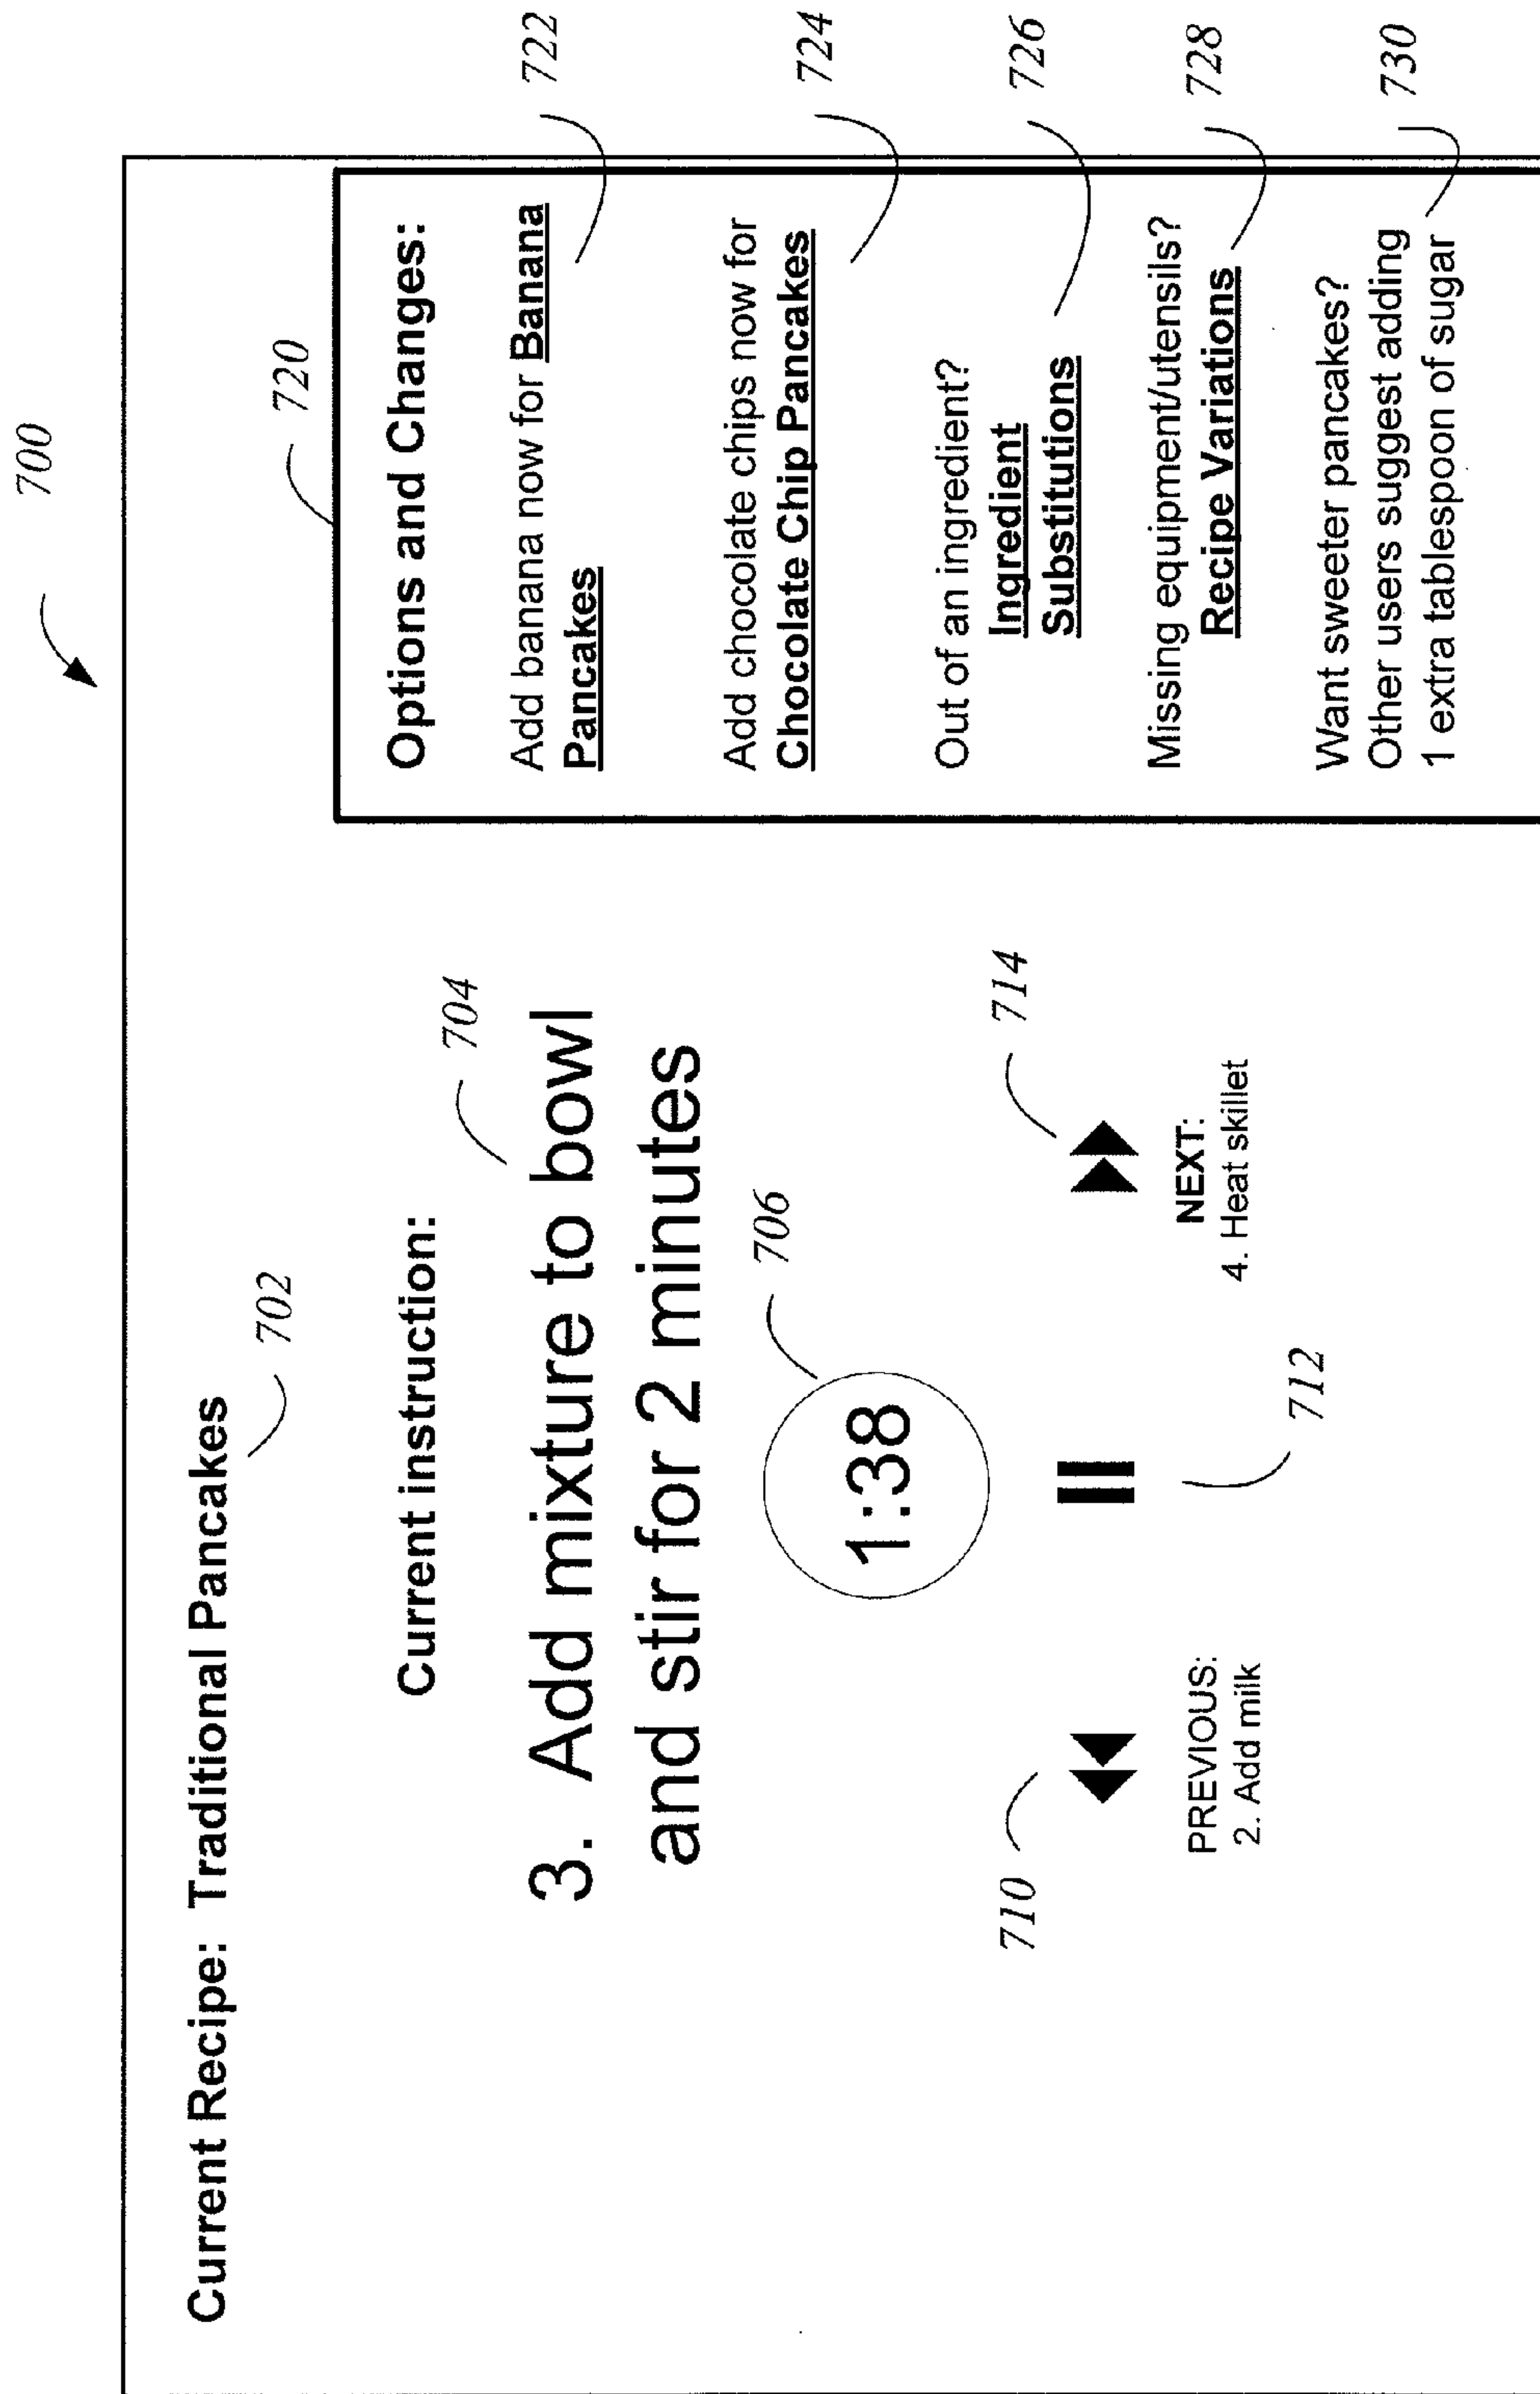 700
Current Recipe: Traditional Pancakes
702
720
Current instruction:
704
3. Add mixture to bowl
and stir for 2 minutes
706
1:38
710
714
PREVIOUS:
2. Add milk
712
NEXT:
4. Heat skillet
Options and Changes:
Add banana now for Banana
Pancakes
722
Add chocolate chips now for
Chocolate Chip Pancakes
724
Out of an ingredient?
Ingredient
Substitutions
726
Missing equipment/utensils?
Recipe Variations
728
Want sweeter pancakes?
Other users suggest adding
1 extra tablespoon of sugar
730